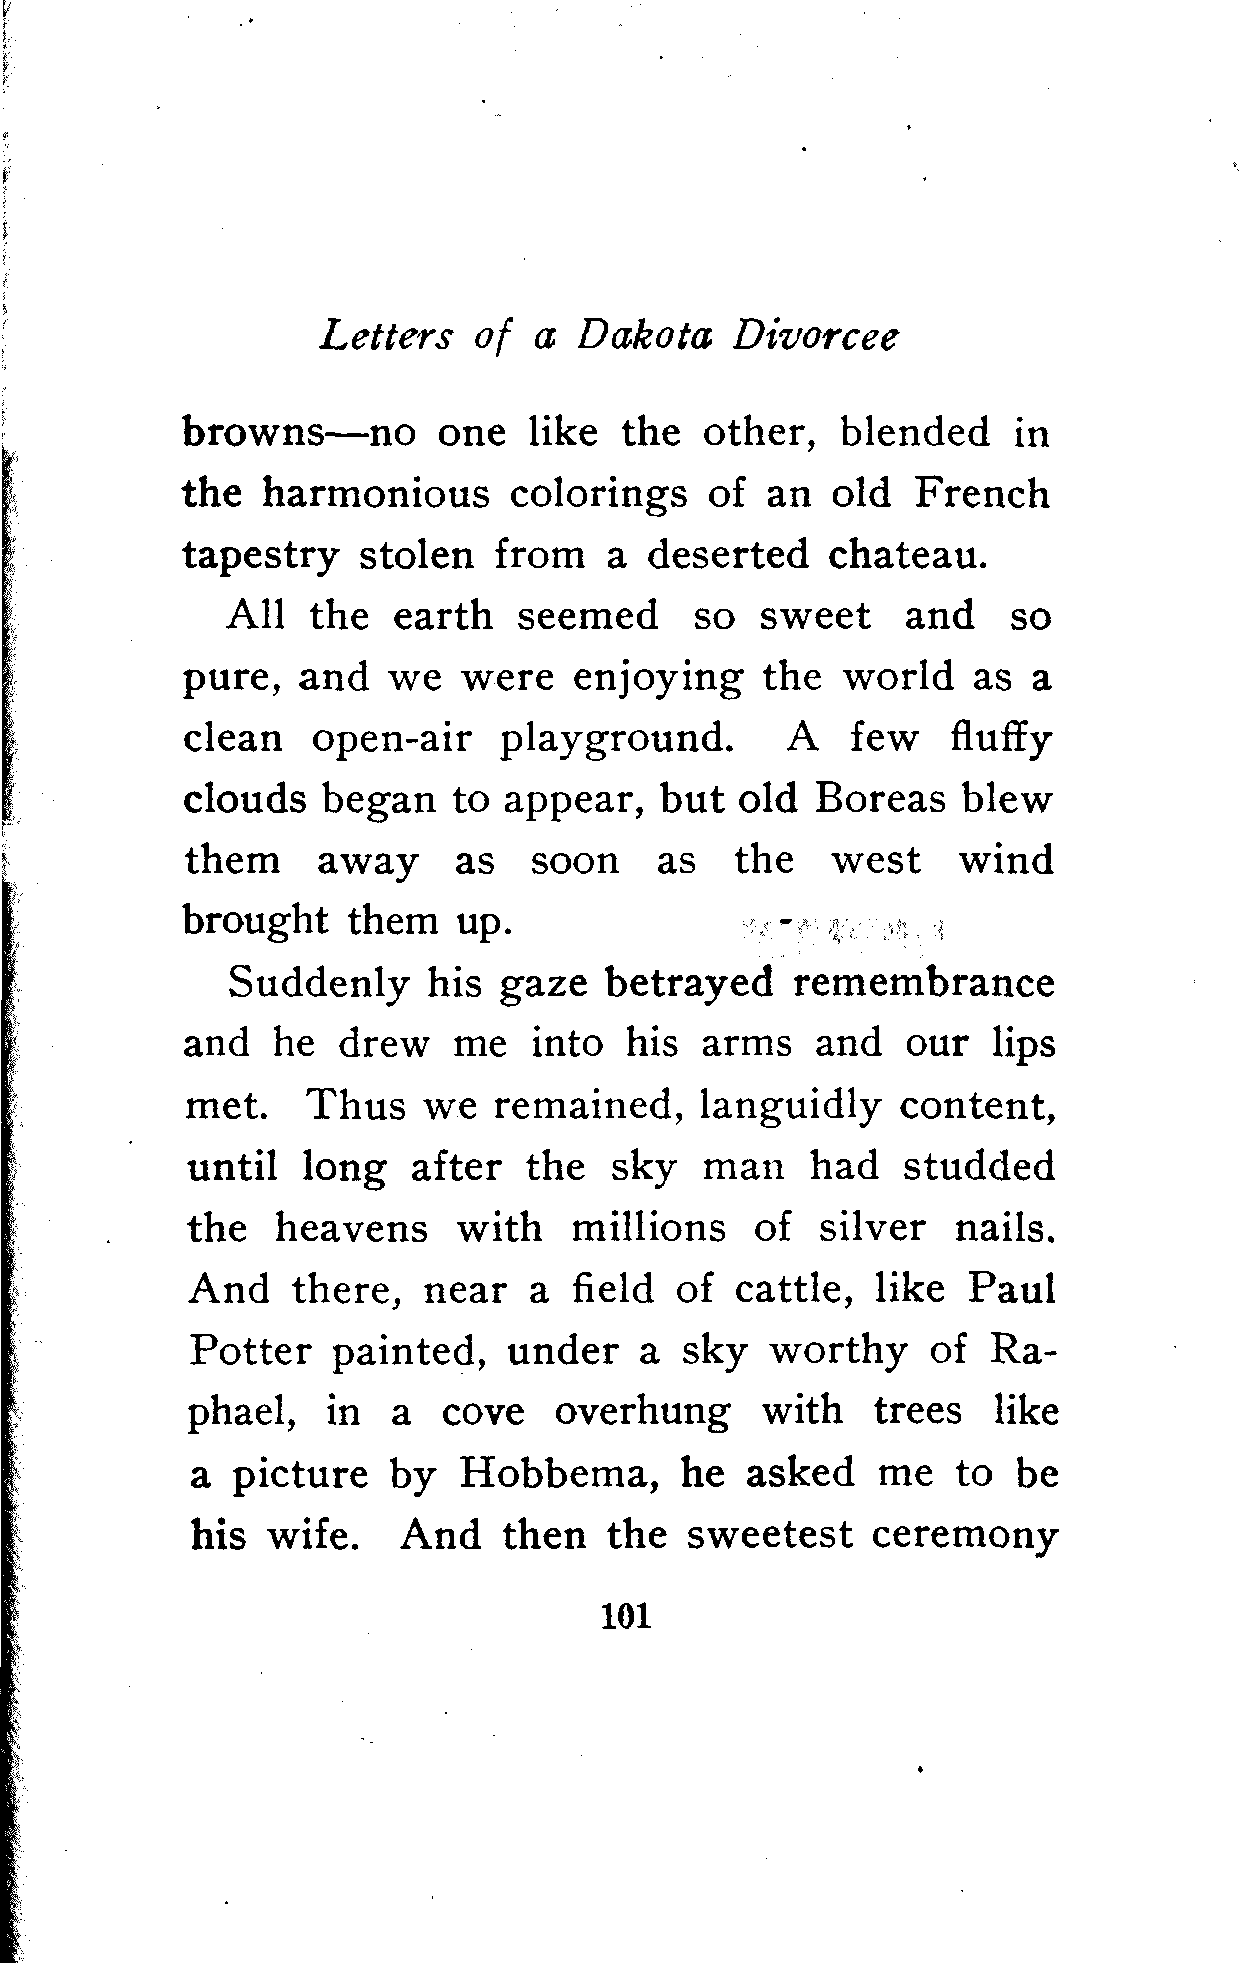 Letters of a Dakota Divorcee
browns—no one like the other, blended in
the harmonious colorings of an old French
tapestry stolen from a deserted chateau.
All the earth seemed so sweet and so
pure, and we were enjoying the world as a
clean open-air playground. A few fluffy
clouds began to appear, but old Boreas blew
them away as soon as the west wind
brought them up.
Suddenly his gaze betrayed remembrance
and he drew me into his arms and our lips
met. Thus we remained, languidly content,
until long after the sky man had studded
the heavens with millions of silver nails.
And there, near a field of cattle, like Paul
Potter painted, under a sky worthy of Ra-
phael, in a cove overhung with trees like
a picture by Hobbema, he asked me to be
his wife. And then the sweetest ceremony
101